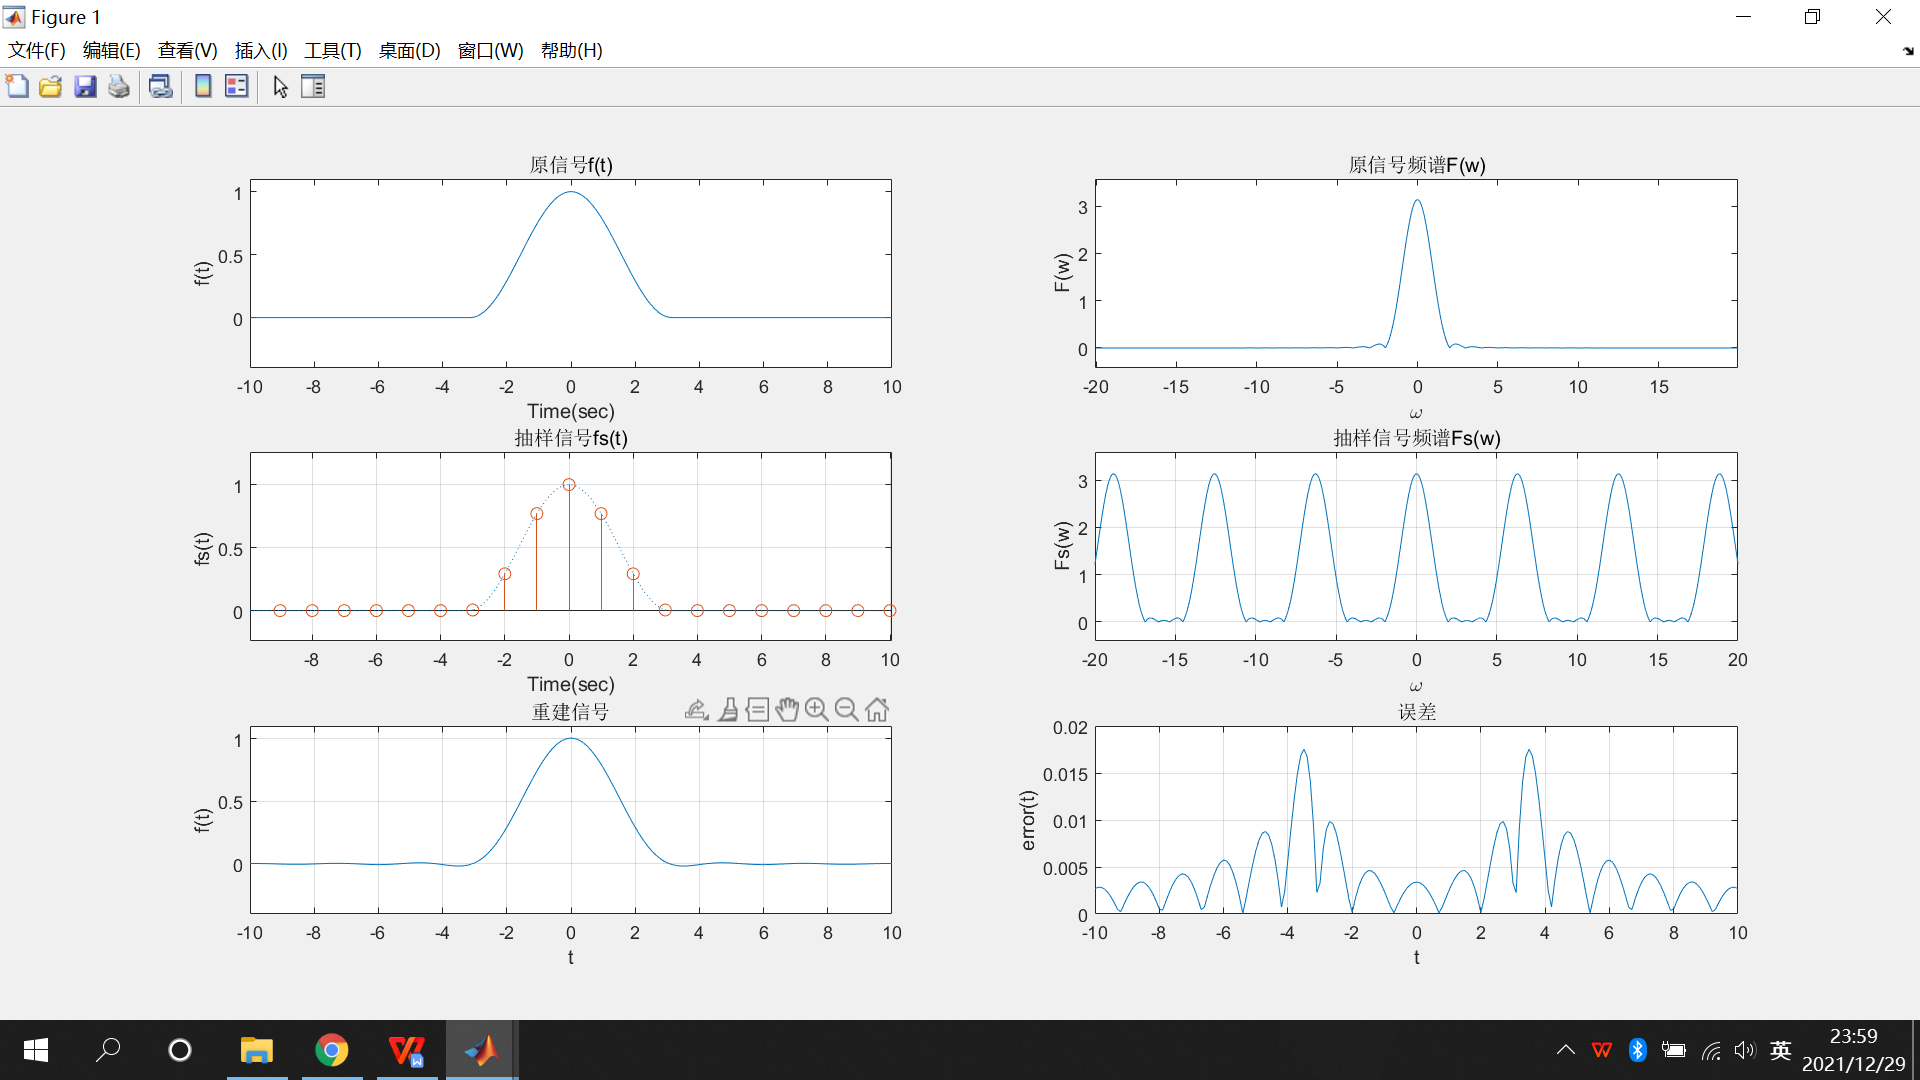 Figure 1
文件(F) 编辑(E) 查看(V) 插入(I) 工具(T) 桌面(D) 窗口(W) 帮助(H)
原信号f(t)
f(t)
1
0.5
0
-10 -8 -6 -4 -2 0 2 4 6 8 10
Time(sec)
原信号频谱F(w)
F(w)
3
2
1
0
-20 -15 -10 -5 0 5 10 15
ω
抽样信号fs(t)
fs(t)
1
0.5
0
-8 -6 -4 -2 0 2 4 6 8 10
Time(sec)
抽样信号频谱Fs(w)
Fs(w)
3
2
1
0
-20 -15 -10 -5 0 5 10 15 20
ω
重建信号
f(t)
1
0.5
0
-10 -8 -6 -4 -2 0 2 4 6 8 10
t
误差
error(t)
0.02
0.015
0.01
0.005
0
-10 -8 -6 -4 -2 0 2 4 6 8 10
t
英
23:59
2021/12/29